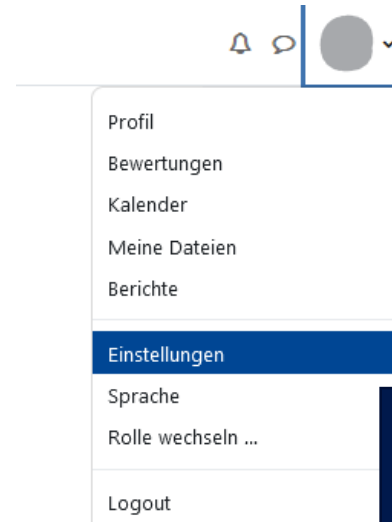 Profil
Bewertungen
Kalender
Meine Dateien
Berichte
Einstellungen
Sprache
Rolle wechseln ...
Logout